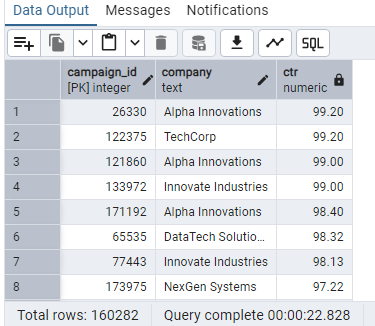 Data Output Messages Notifications
SQL
campaign_id company ctr
[PK] integer text numeric
1 26330 Alpha Innovations 99.20
2 122375 TechCorp 99.20
3 121860 Alpha Innovations 99.00
4 133972 Innovate Industries 99.00
5 171192 Alpha Innovations 98.40
6 65535 DataTech Solutio... 98.32
7 77443 Innovate Industries 98.13
8 173975 NexGen Systems 97.22
Total rows: 160282 Query complete 00:00:22.828